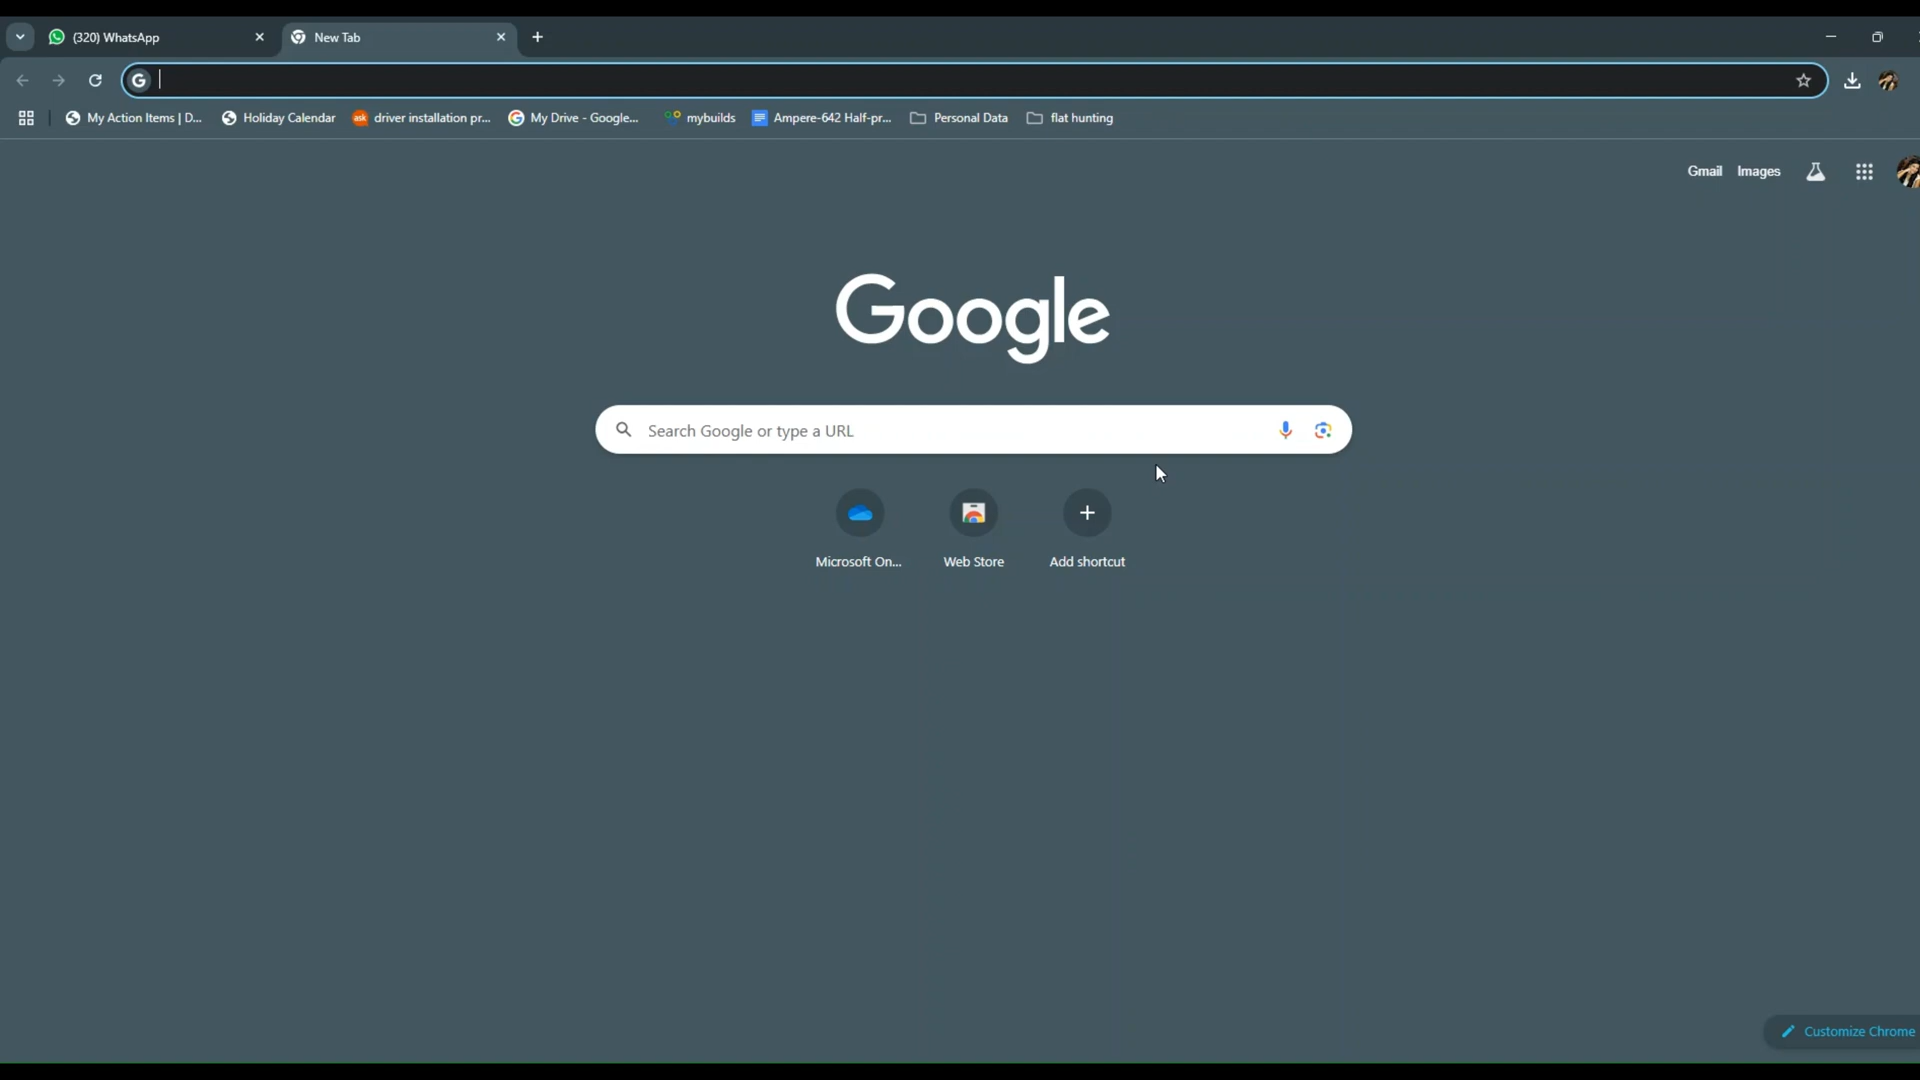 (320) WhatsApp
New Tab
My Action Items | D...
Holiday Calendar
driver installation pr...
My Drive - Google...
mybuilds
Ampere-642 Half-pr...
Personal Data
flat hunting
Gmail
Images
Google
Search Google or type a URL
Microsoft On...
Web Store
Add shortcut
Customize Chrome